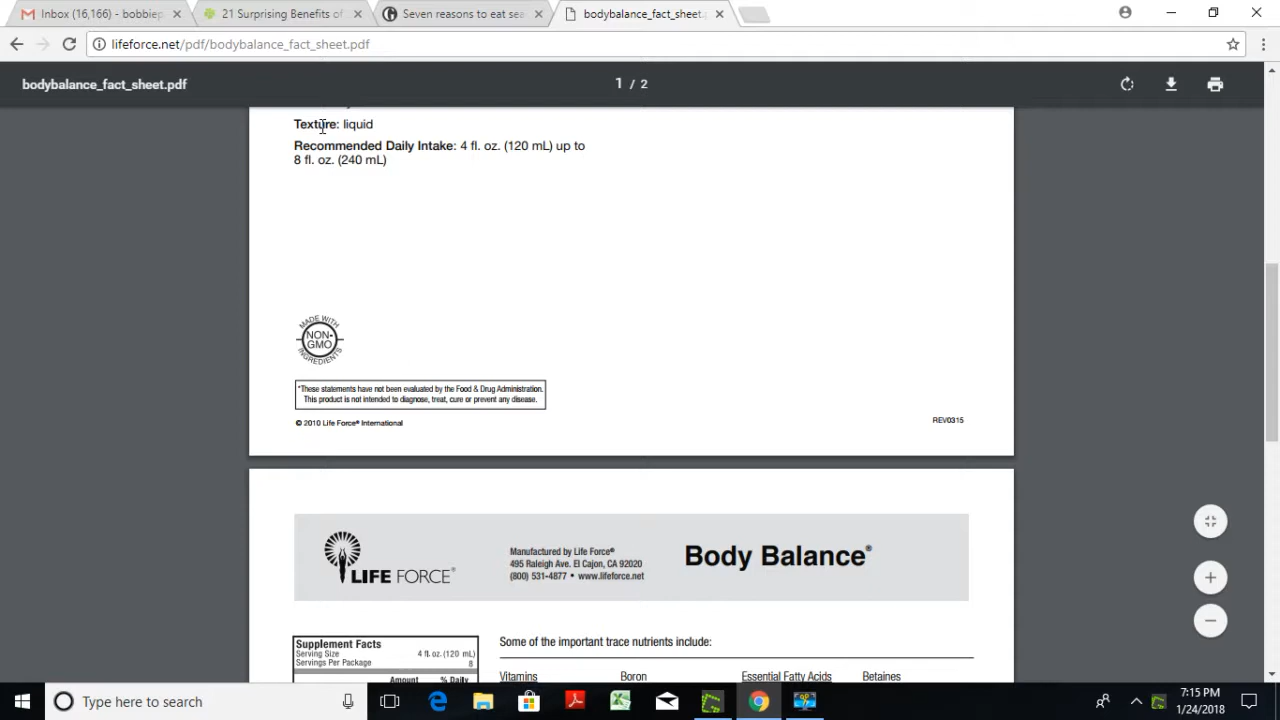 Inbox (16,166) - bobbiep
21 Surprising Benefits of
Seven reasons to eat sea
bodybalance_fact_sheet.
lifeforce.net/pdf/bodybalance_fact_sheet.pdf
bodybalance_fact_sheet.pdf
1 / 2
Texture: liquid
Recommended Daily Intake: 4 fl. oz. (120 mL) up to
8 fl. oz. (240 mL)
MADE WITH
NON-
GMO
INGREDIENTS
*These statements have not been evaluated by the Food & Drug Administration.
This product is not intended to diagnose, treat, cure or prevent any disease.
© 2010 Life Force® International
REV0315
LIFE FORCE®
Manufactured by Life Force®
495 Raleigh Ave. El Cajon, CA 92020
(800) 531-4877 • www.lifeforce.net
Body Balance®
Supplement Facts
Serving Size 4 fl. oz. (120 mL)
Servings Per Package 8
Amount % Daily
Some of the important trace nutrients include:
Vitamins Boron Essential Fatty Acids Betaines
Type here to search
7:15 PM
1/24/2018